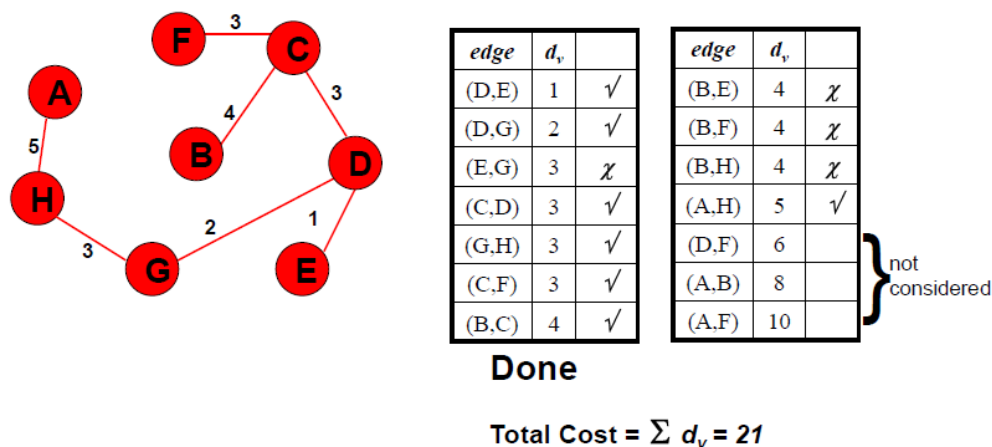 F 3 C
A
3
4
5
B
D
H
2
1
3
G
E
edge d_v
(D,E) 1 √
(D,G) 2 √
(E,G) 3 χ
(C,D) 3 √
(G,H) 3 √
(C,F) 3 √
(B,C) 4 √
edge d_v
(B,E) 4 χ
(B,F) 4 χ
(B,H) 4 χ
(A,H) 5 √
(D,F) 6
(A,B) 8
(A,F) 10
} not
considered
Done
Total Cost = Σ d_v = 21